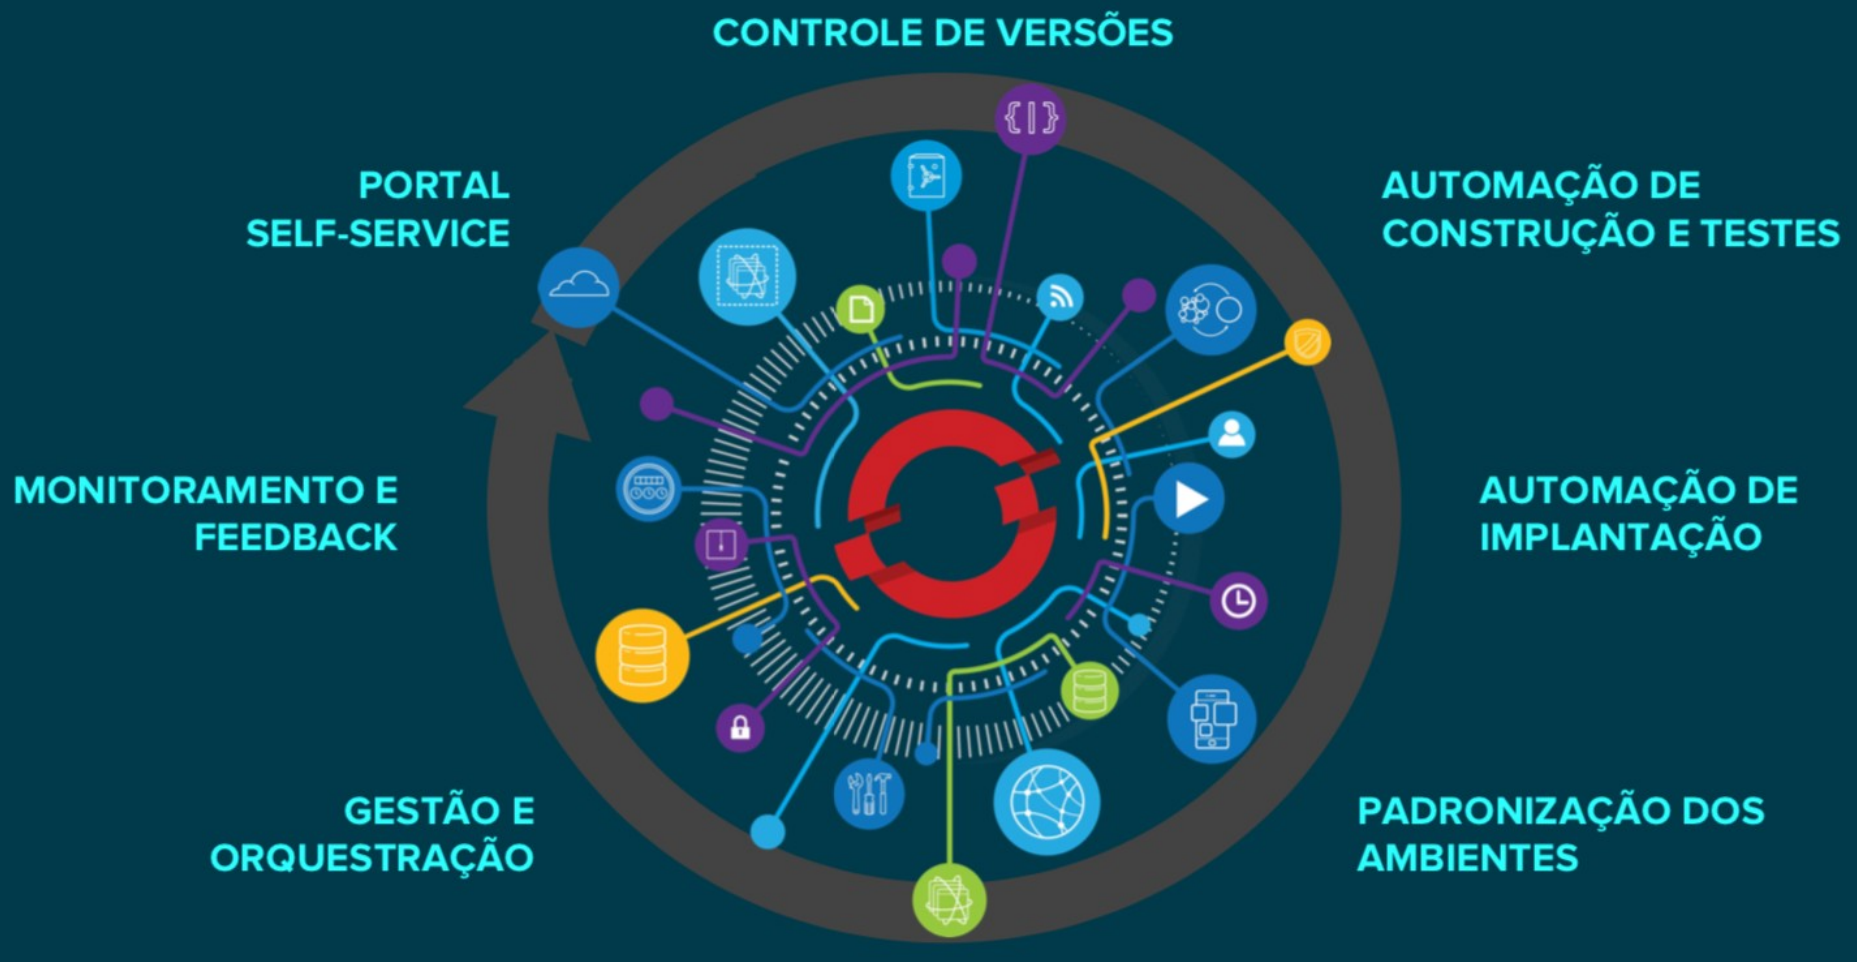 CONTROLE DE VERSÕES
PORTAL
SELF-SERVICE
AUTOMAÇÃO DE
CONSTRUÇÃO E TESTES
MONITORAMENTO E
FEEDBACK
AUTOMAÇÃO DE
IMPLANTAÇÃO
GESTÃO E
ORQUESTRAÇÃO
PADRONIZAÇÃO DOS
AMBIENTES